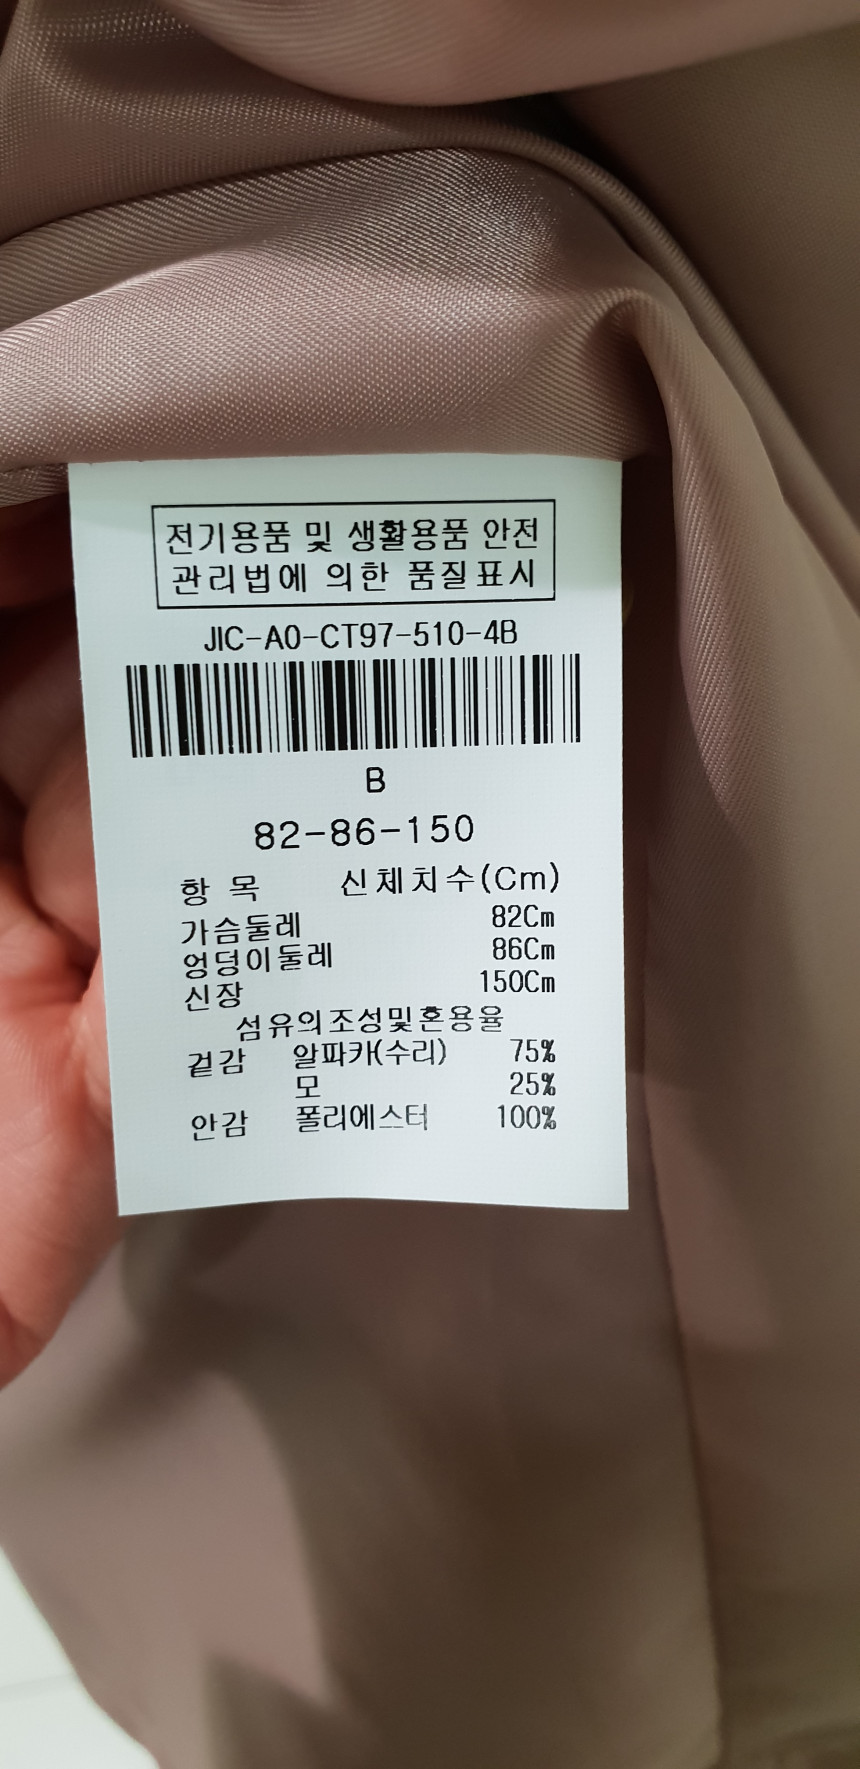 전기용품 및 생활용품 안전
관리법에 의한 품질표시
JIC-A0-CT97-510-4B
B
82-86-150
항 목 신체치수(Cm)
가슴둘레 82Cm
엉덩이둘레 86Cm
신장 150Cm
섬유의조성및혼용율
겉감 알파카(수리) 75%
모 25%
안감 폴리에스터 100%